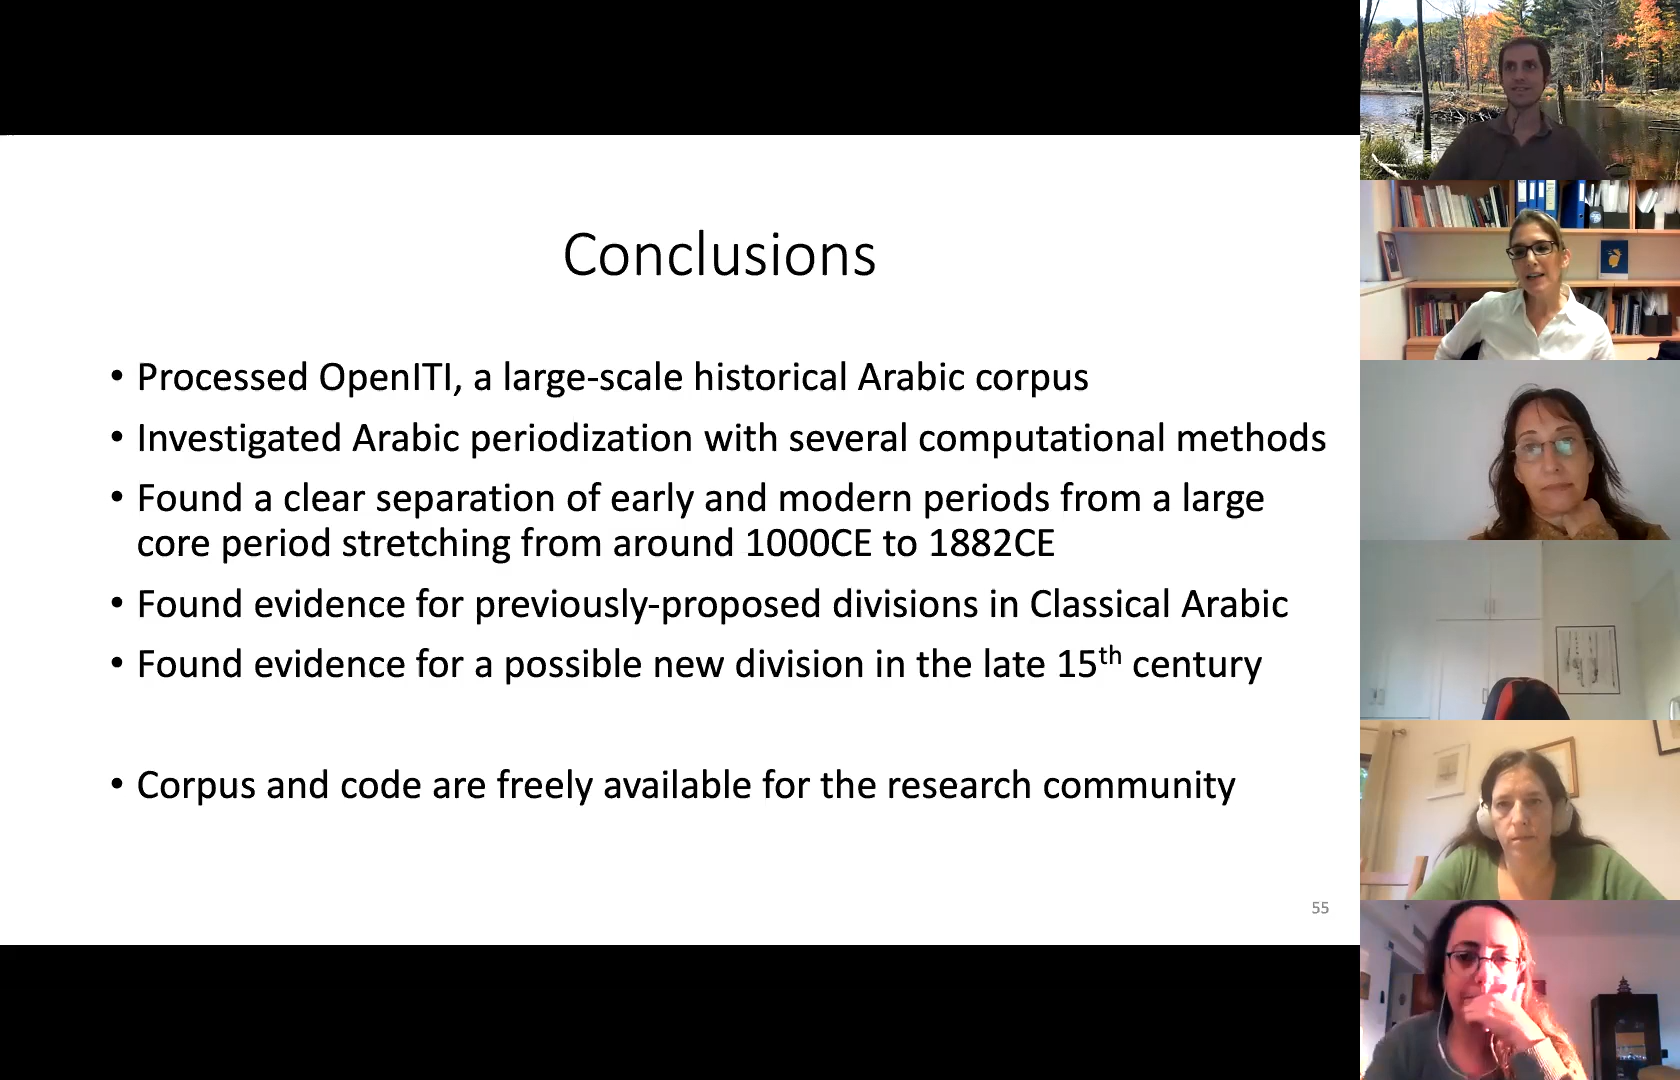 Conclusions
• Processed OpenITI, a large-scale historical Arabic corpus
• Investigated Arabic periodization with several computational methods
• Found a clear separation of early and modern periods from a large
core period stretching from around 1000CE to 1882CE
• Found evidence for previously-proposed divisions in Classical Arabic
• Found evidence for a possible new division in the late 15th century
• Corpus and code are freely available for the research community
55